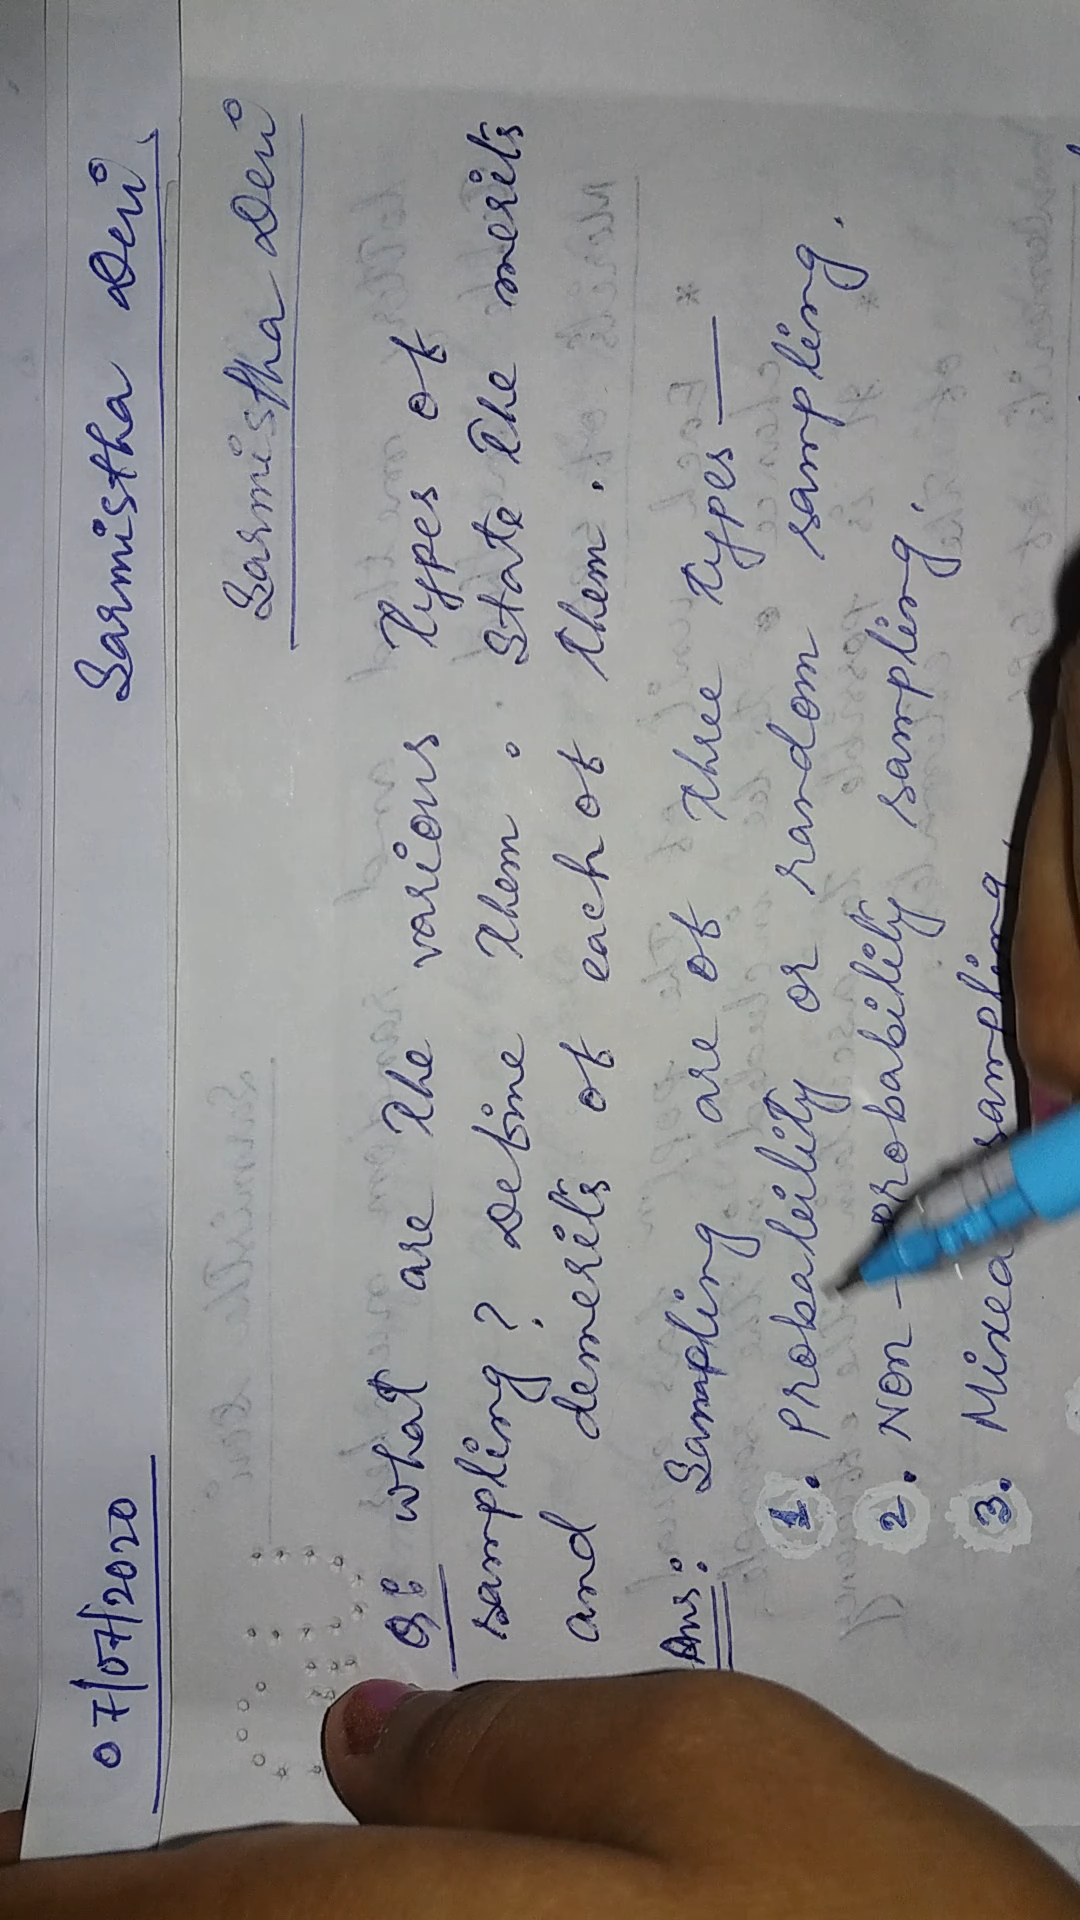 07/07/2020 Sarmistha Devi
Sarmistha Devi
Q1: What are the various types of
sampling? Define them. State the merits
and demerits of each of them.
Ans: Sampling are of three types —
1. Probability or random sampling.
2. Non-probability sampling.
3. Mixed sampling